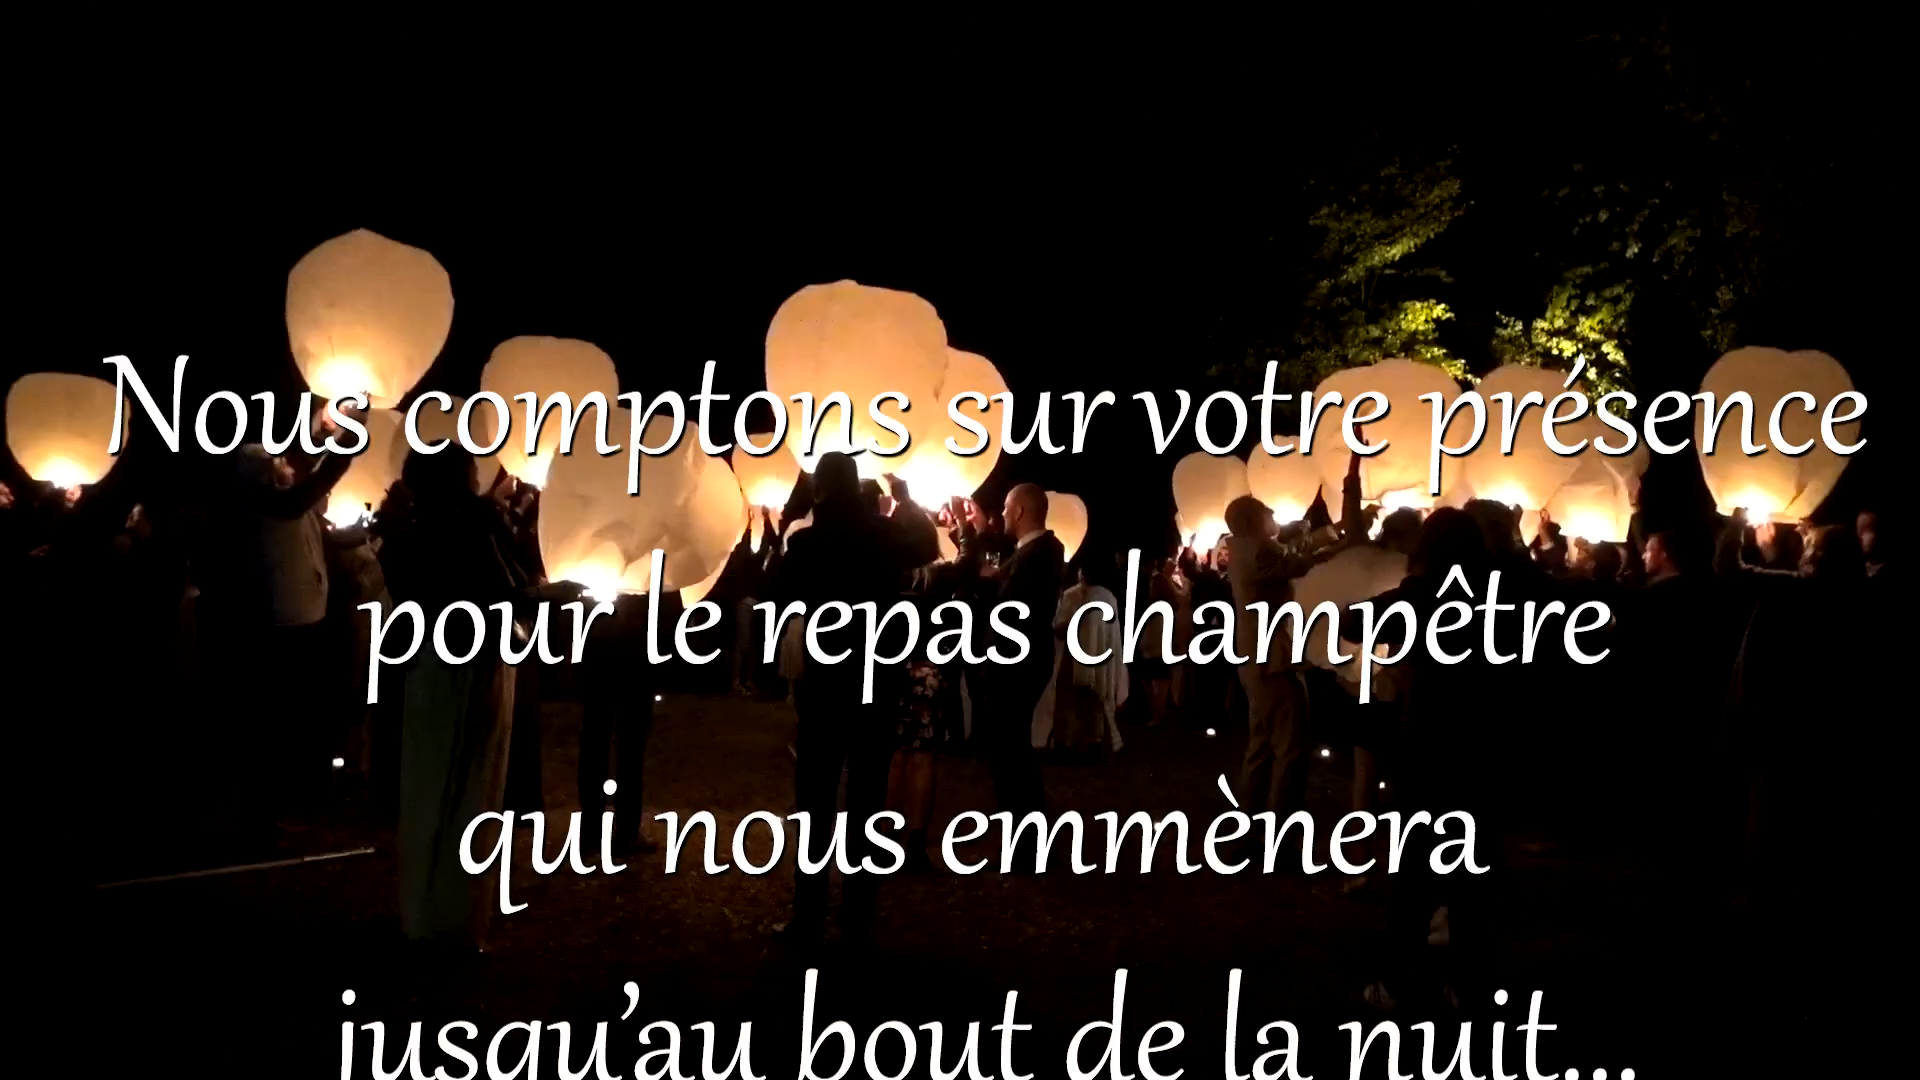 Nous comptons sur votre présence
pour le repas champêtre
qui nous emmènera
jusqu'au bout de la nuit...